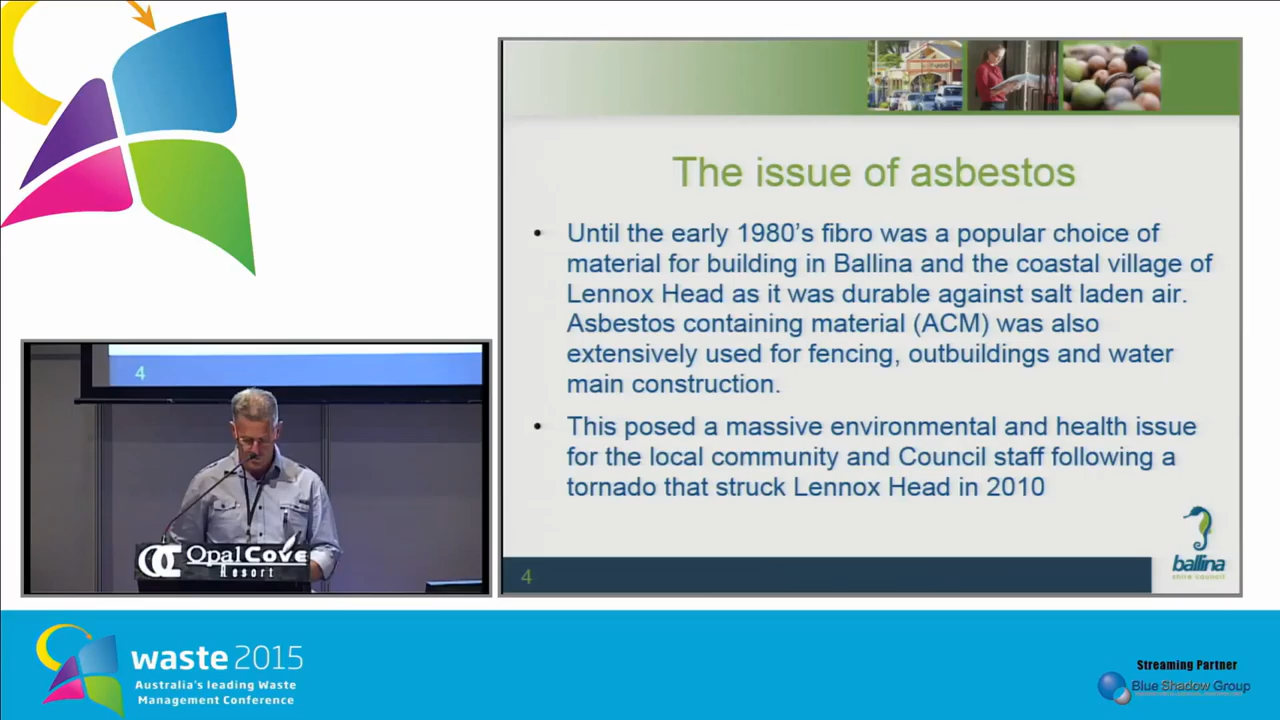 The issue of asbestos
• Until the early 1980's fibro was a popular choice of
material for building in Ballina and the coastal village of
Lennox Head as it was durable against salt laden air.
Asbestos containing material (ACM) was also
extensively used for fencing, outbuildings and water
main construction.
• This posed a massive environmental and health issue
for the local community and Council staff following a
tornado that struck Lennox Head in 2010
ballina
shire council
4
4
OC Opal Cove
Resort
waste 2015
Australia's leading Waste
Management Conference
Streaming Partner
Blue Shadow Group